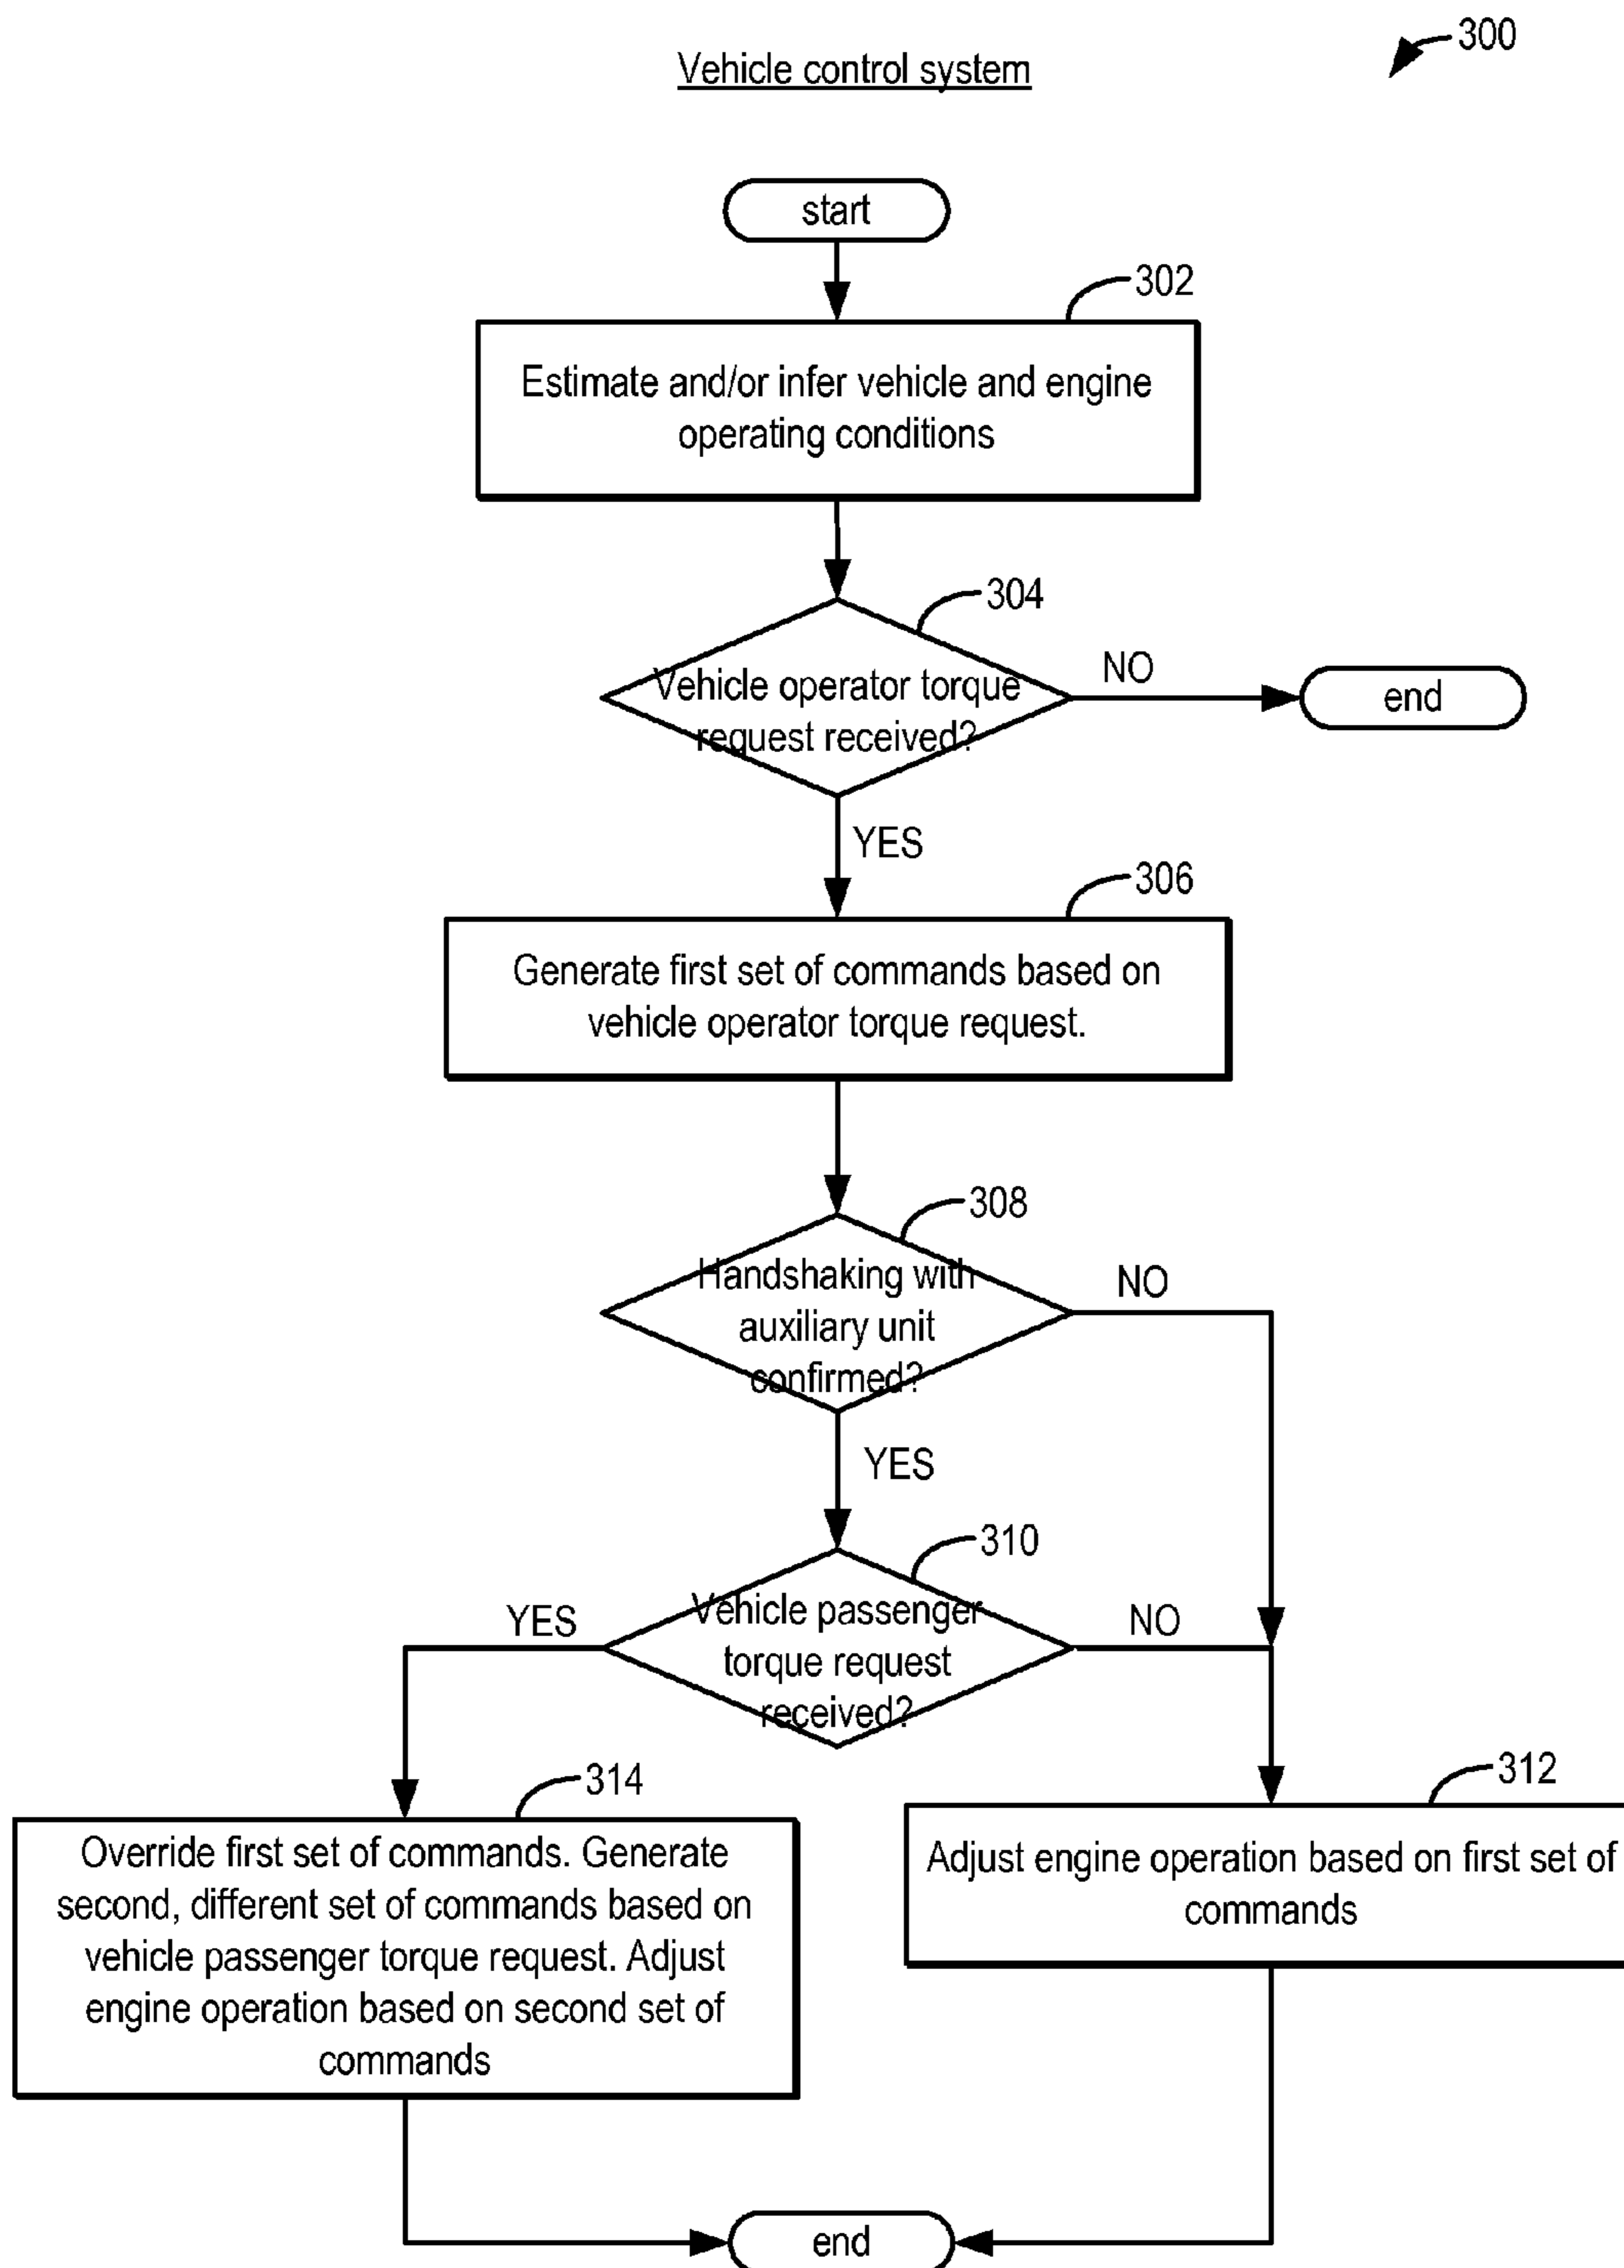 300
Vehicle control system
start
302
Estimate and/or infer vehicle and engine
operating conditions
304
Vehicle operator torque
request received?
NO
end
YES
306
Generate first set of commands based on
vehicle operator torque request.
308
Handshaking with
auxiliary unit
confirmed?
NO
YES
310
Vehicle passenger
torque request
received?
YES
NO
314
Override first set of commands. Generate
second, different set of commands based on
vehicle passenger torque request. Adjust
engine operation based on second set of
commands
312
Adjust engine operation based on first set of
commands
end